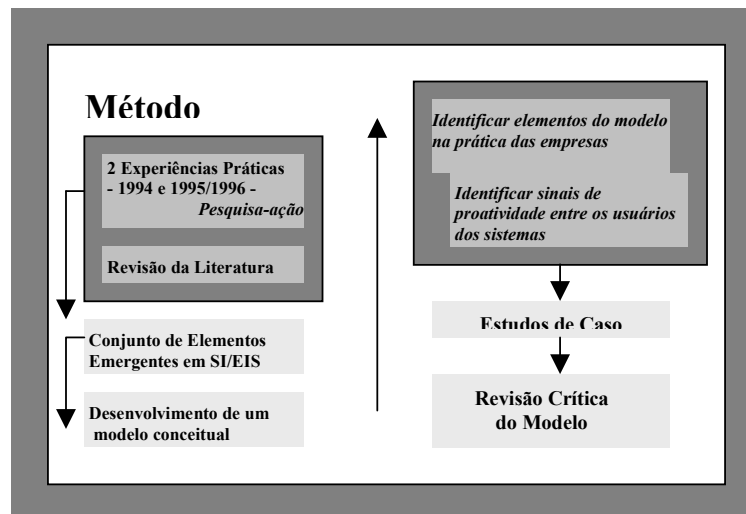 Método
2 Experiências Práticas
- 1994 e 1995/1996 -
Pesquisa-ação
Revisão da Literatura
Conjunto de Elementos
Emergentes em SI/EIS
Desenvolvimento de um
modelo conceitual
Identificar elementos do modelo
na prática das empresas
Identificar sinais de
proatividade entre os usuários
dos sistemas
Estudos de Caso
Revisão Crítica
do Modelo